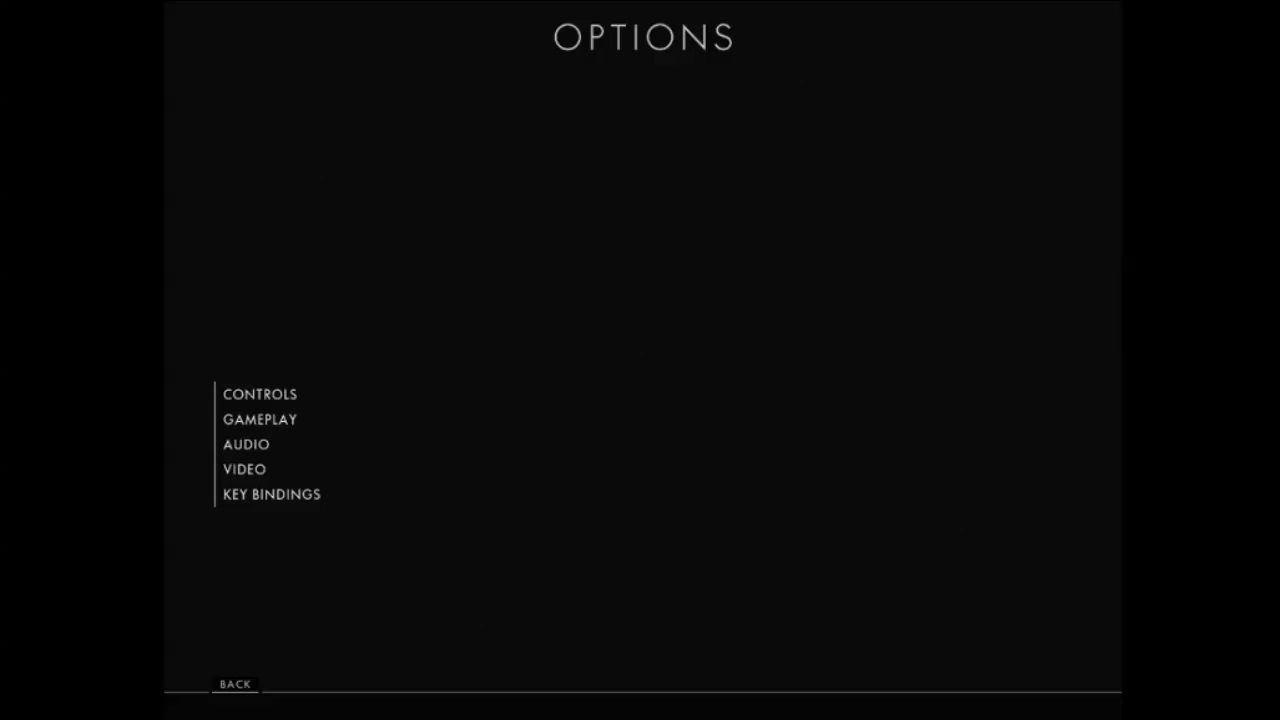 OPTIONS
CONTROLS
GAMEPLAY
AUDIO
VIDEO
KEY BINDINGS
BACK